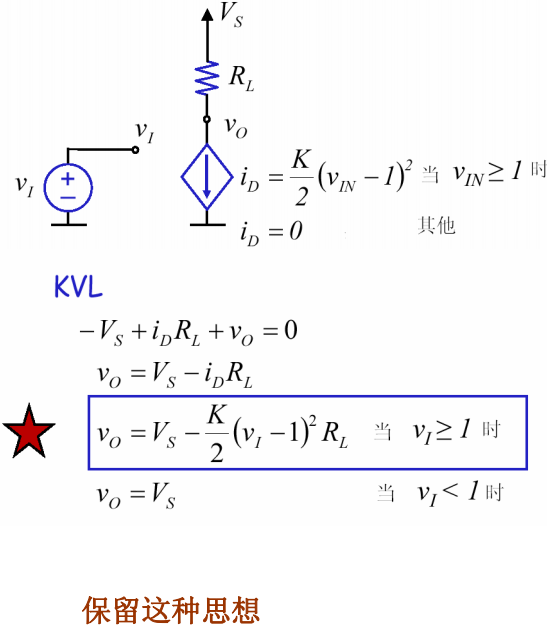 V_S
R_L
v_I
v_O
v_I
+
−
i_D = K/2 (v_IN − 1)^2 当 v_IN ≥ 1 时
i_D = 0 其他
KVL
−V_S + i_D R_L + v_O = 0
v_O = V_S − i_D R_L
v_O = V_S − K/2 (v_I − 1)^2 R_L 当 v_I ≥ 1 时
v_O = V_S 当 v_I < 1 时
保留这种思想